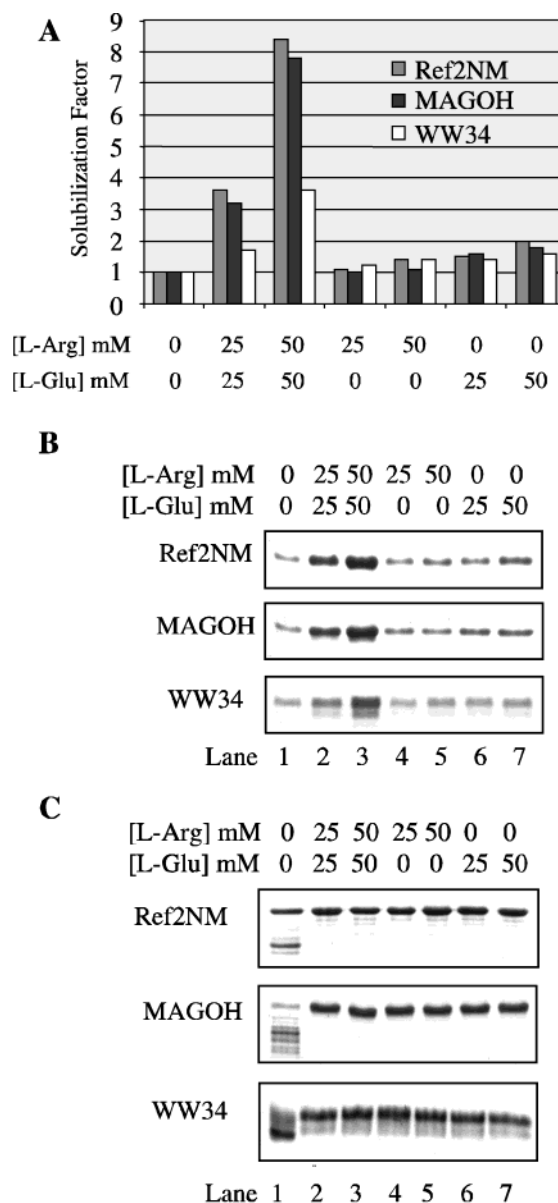 A
9
8
7
6
5
4
3
2
1
0
Solubilization Factor
Ref2NM
MAGOH
WW34
[L-Arg] mM 0 25 50 25 50 0 0
[L-Glu] mM 0 25 50 0 0 25 50
B
[L-Arg] mM 0 25 50 25 50 0 0
[L-Glu] mM 0 25 50 0 0 25 50
Ref2NM
MAGOH
WW34
Lane 1 2 3 4 5 6 7
C
[L-Arg] mM 0 25 50 25 50 0 0
[L-Glu] mM 0 25 50 0 0 25 50
Ref2NM
MAGOH
WW34
Lane 1 2 3 4 5 6 7